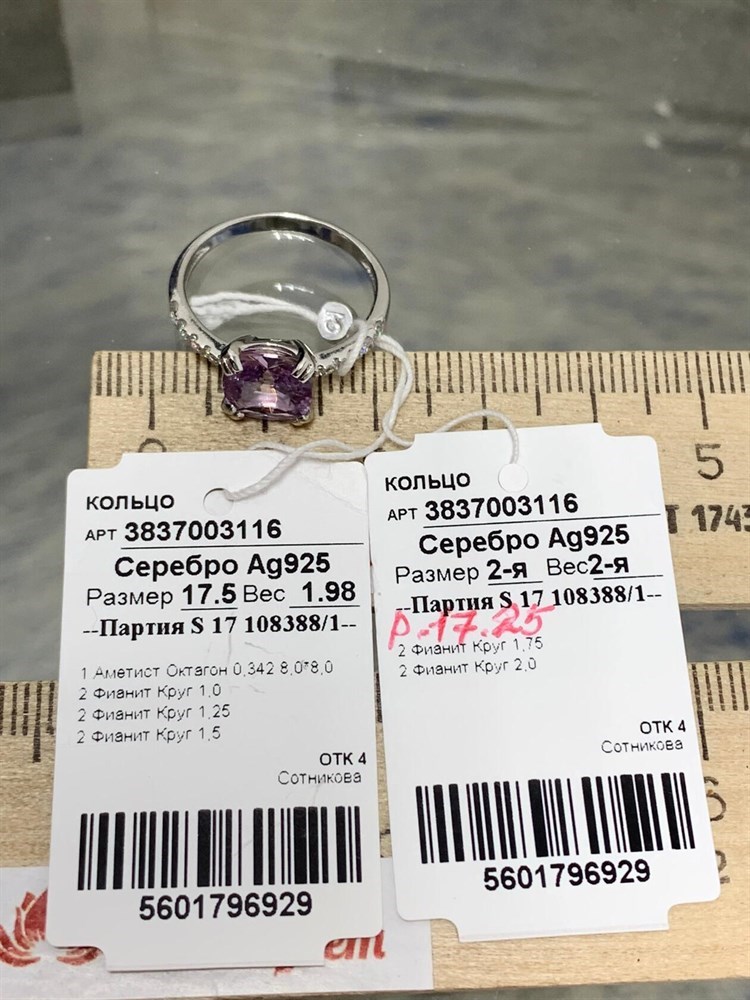 КОЛЬЦО
АРТ 3837003116
Серебро Ag925
Размер 17.5 Вес 1.98
--Партия S 17 108388/1--
1 Аметист Октагон 0,342 8,0*8,0
2 Фианит Круг 1,0
2 Фианит Круг 1,25
2 Фианит Круг 1,5
ОТК 4
Сотникова
5601796929
КОЛЬЦО
АРТ 3837003116
Серебро Ag925
Размер 2-я Вес 2-я
--Партия S 17 108388/1--
р.17.25
2 Фианит Круг 1,75
2 Фианит Круг 2,0
ОТК 4
Сотникова
5601796929
0
5